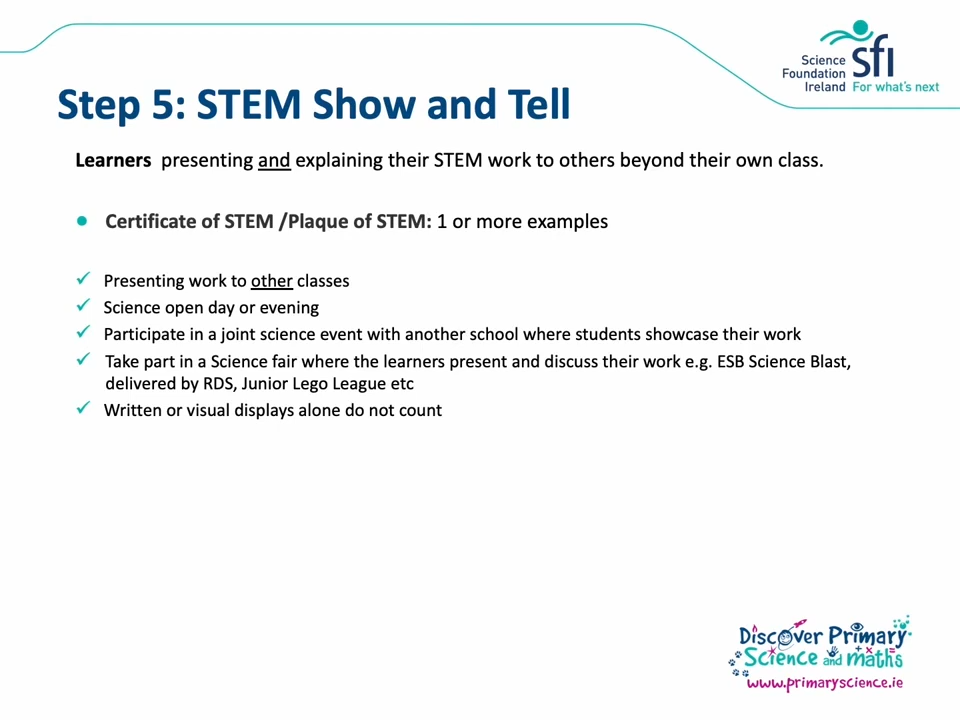 Science
Foundation
Ireland
sfi
For what's next
Step 5: STEM Show and Tell
Learners presenting and explaining their STEM work to others beyond their own class.
• Certificate of STEM /Plaque of STEM: 1 or more examples
✓ Presenting work to other classes
✓ Science open day or evening
✓ Participate in a joint science event with another school where students showcase their work
✓ Take part in a Science fair where the learners present and discuss their work e.g. ESB Science Blast,
delivered by RDS, Junior Lego League etc
✓ Written or visual displays alone do not count
Discover Primary
Science and maths
www.primaryscience.ie